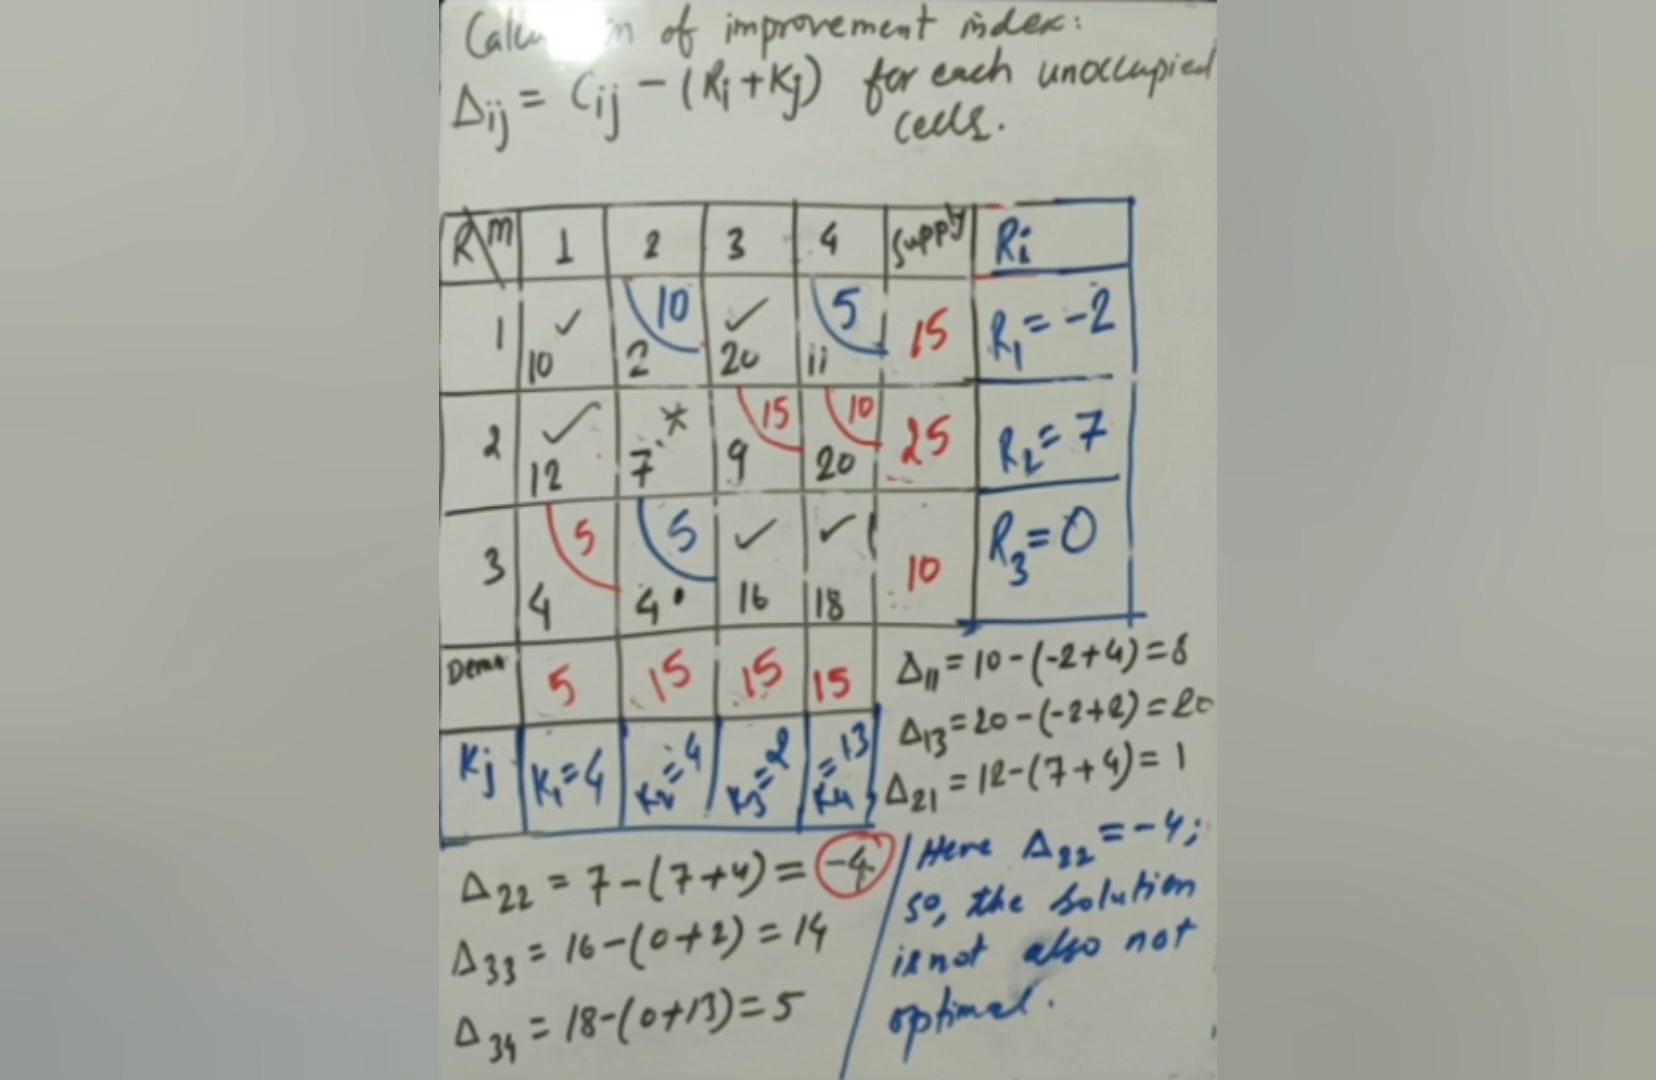 of improvement index:
Δij = Cij - (Ri+Kj) for each unoccupied
cells.
R\m 1 2 3 4 Supply Ri
1 10 ✓ 2 10 20 ✓ 11 5 15 R1 = -2
2 12 ✓ 7 * 9 15 20 10 25 R2 = 7
3 4 5 4 5 16 ✓ 18 ✓ 10 R3 = 0
5 15 15 15
Kj K1 = 4 K2 = 4 K3 = 2 K4 = 13
Δ11 = 10-(-2+4) = 8
Δ13 = 20-(-2+2) = 20
Δ21 = 12-(7+4) = 1
Δ22 = 7-(7+4) = -4
Δ33 = 16-(0+2) = 14
Δ34 = 18-(0+13) = 5
Here Δ22 = -4;
so, the solution
is not also not
optimal.